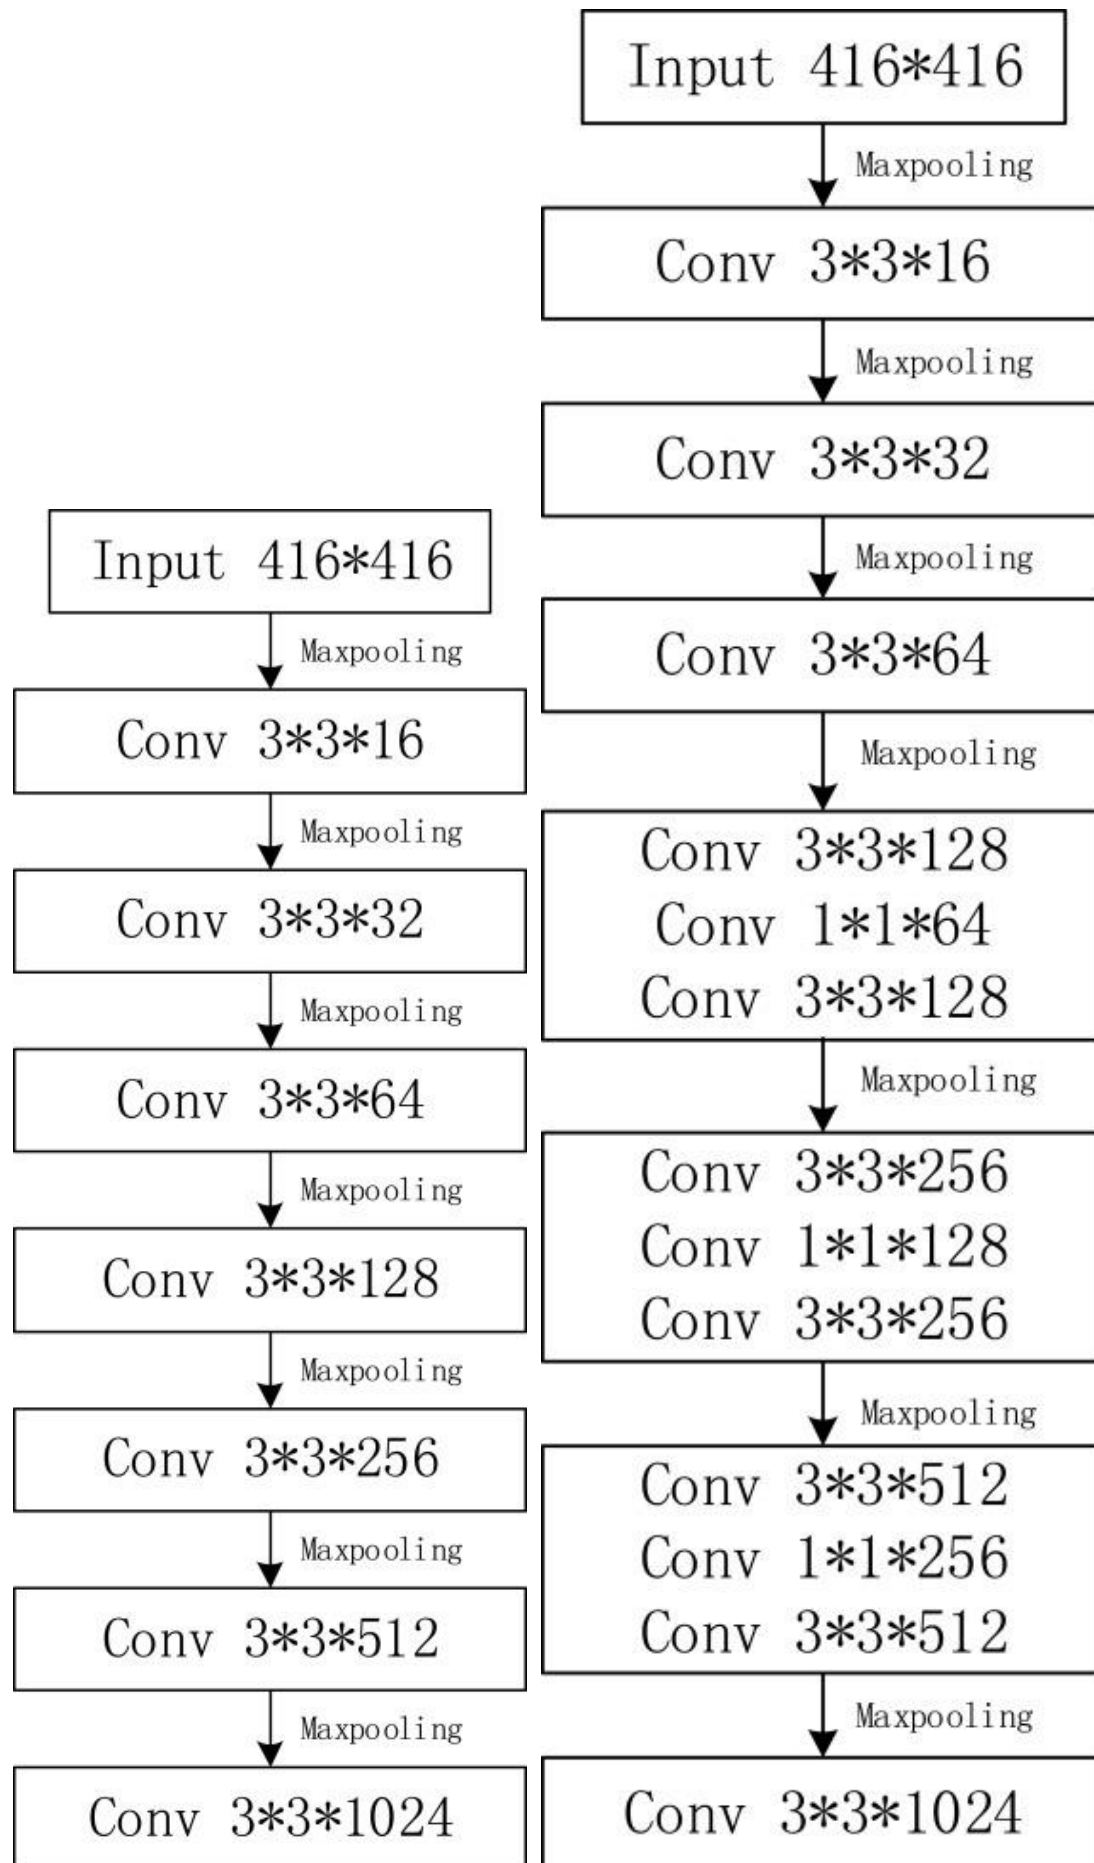 Input 416*416
Maxpooling
Conv 3*3*16
Maxpooling
Conv 3*3*32
Maxpooling
Conv 3*3*64
Maxpooling
Conv 3*3*128
Maxpooling
Conv 3*3*256
Maxpooling
Conv 3*3*512
Maxpooling
Conv 3*3*1024
Input 416*416
Maxpooling
Conv 3*3*16
Maxpooling
Conv 3*3*32
Maxpooling
Conv 3*3*64
Maxpooling
Conv 3*3*128
Conv 1*1*64
Conv 3*3*128
Maxpooling
Conv 3*3*256
Conv 1*1*128
Conv 3*3*256
Maxpooling
Conv 3*3*512
Conv 1*1*256
Conv 3*3*512
Maxpooling
Conv 3*3*1024